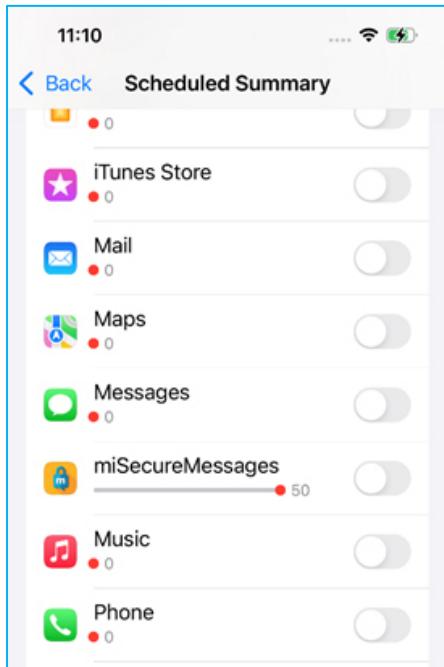 11:10
Back Scheduled Summary
0
iTunes Store
0
Mail
0
Maps
0
Messages
0
miSecureMessages
50
Music
0
Phone
0